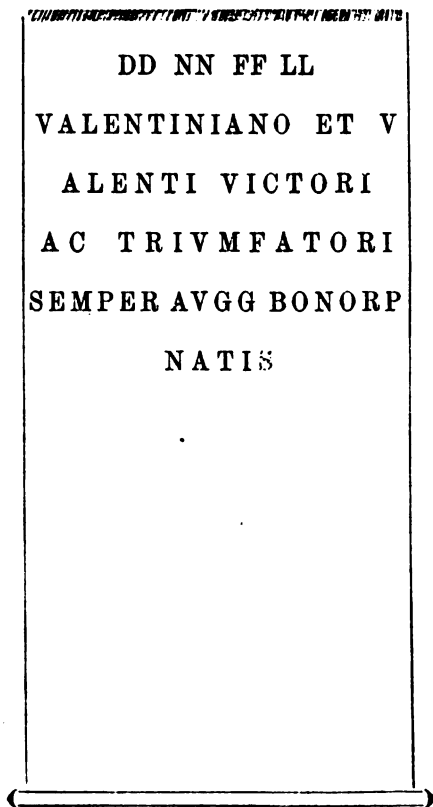 DD NN FF LL
VALENTINIANO ET V
ALENTI VICTORI
AC TRIVMFATORI
SEMPER AVGG BONORP
NATIS